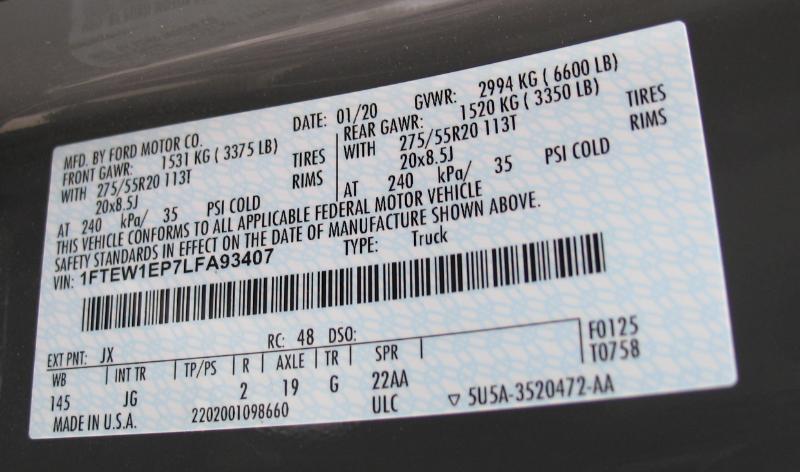 MFD. BY FORD MOTOR CO. DATE: 01/20 GVWR: 2994 KG ( 6600 LB)
FRONT GAWR: 1531 KG ( 3375 LB) REAR GAWR: 1520 KG ( 3350 LB)
WITH 275/55R20 113T TIRES WITH 275/55R20 113T TIRES
20x8.5J RIMS 20x8.5J RIMS
AT 240 kPa/ 35 PSI COLD AT 240 kPa/ 35 PSI COLD
THIS VEHICLE CONFORMS TO ALL APPLICABLE FEDERAL MOTOR VEHICLE
SAFETY STANDARDS IN EFFECT ON THE DATE OF MANUFACTURE SHOWN ABOVE.
VIN: 1FTEW1EP7LFA93407 TYPE: Truck
EXT PNT: JX RC: 48 DSO: F0125
WB INT TR TP/PS R AXLE TR SPR T0758
145 JG 2 19 G 22AA
MADE IN U.S.A. 2202001098660 ULC ▽ 5U5A-3520472-AA